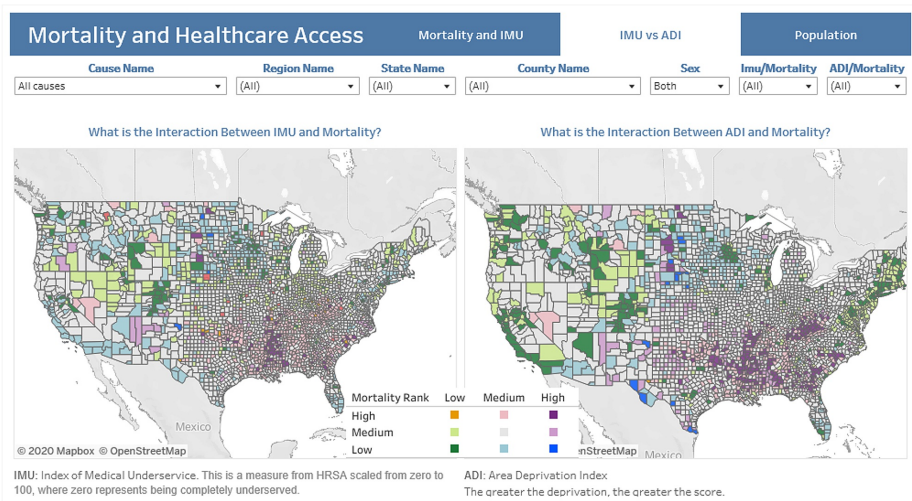 Mortality and Healthcare Access
Mortality and IMU
IMU vs ADI
Population
Cause Name
Region Name
State Name
County Name
Sex
Imu/Mortality
ADI/Mortality
All causes
(All)
(All)
(All)
Both
(All)
(All)
What is the Interaction Between IMU and Mortality?
What is the Interaction Between ADI and Mortality?
Mortality Rank Low Medium High
High
Medium
Low
Mexico
Mexico
© 2020 Mapbox © OpenStreetMap
enStreetMap
IMU: Index of Medical Underservice. This is a measure from HRSA scaled from zero to
100, where zero represents being completely underserved.
ADI: Area Deprivation Index
The greater the deprivation, the greater the score.